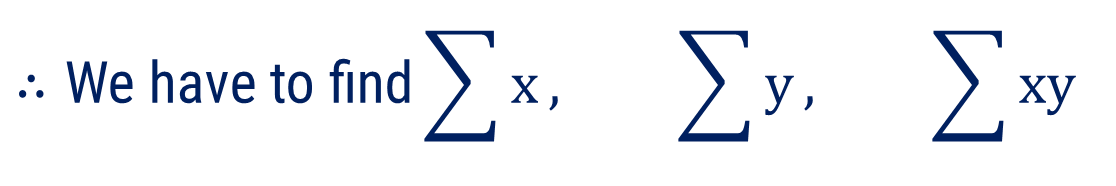 ∴ We have to find ∑ x , ∑ y , ∑ xy